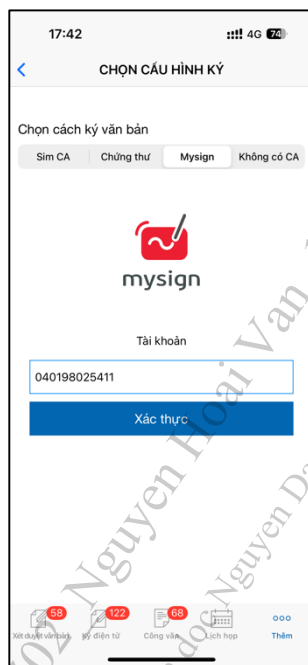 17:42
4G 74
CHỌN CẤU HÌNH KÝ
Chọn cách ký văn bản
Sim CA Chứng thư Mysign Không có CA
mysign
Tài khoản
040198025411
Xác thực
58 122 68
Xét duyệt văn bản Ký điện tử Công văn Lịch họp Thêm
Nguyen Hoai Van
Nguyen